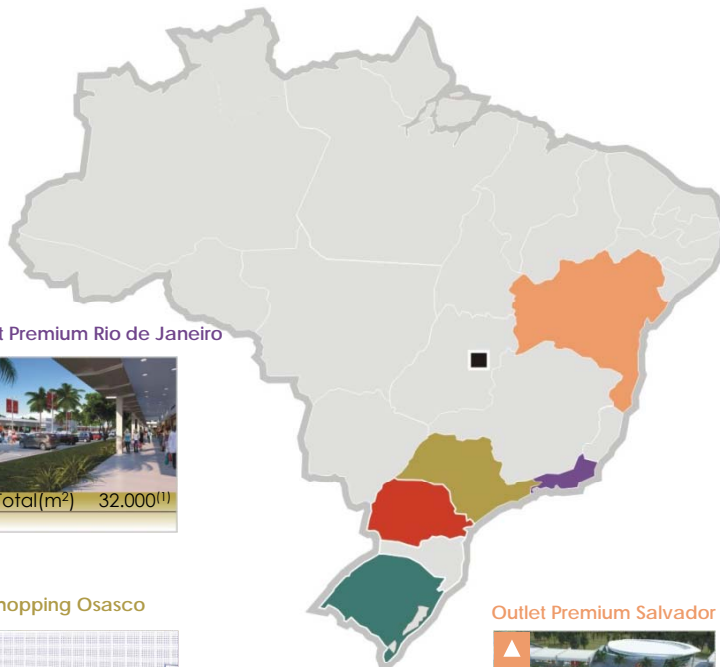 t Premium Rio de Janeiro
Total(m²) 32.000⁽¹⁾
hopping Osasco
Outlet Premium Salvador